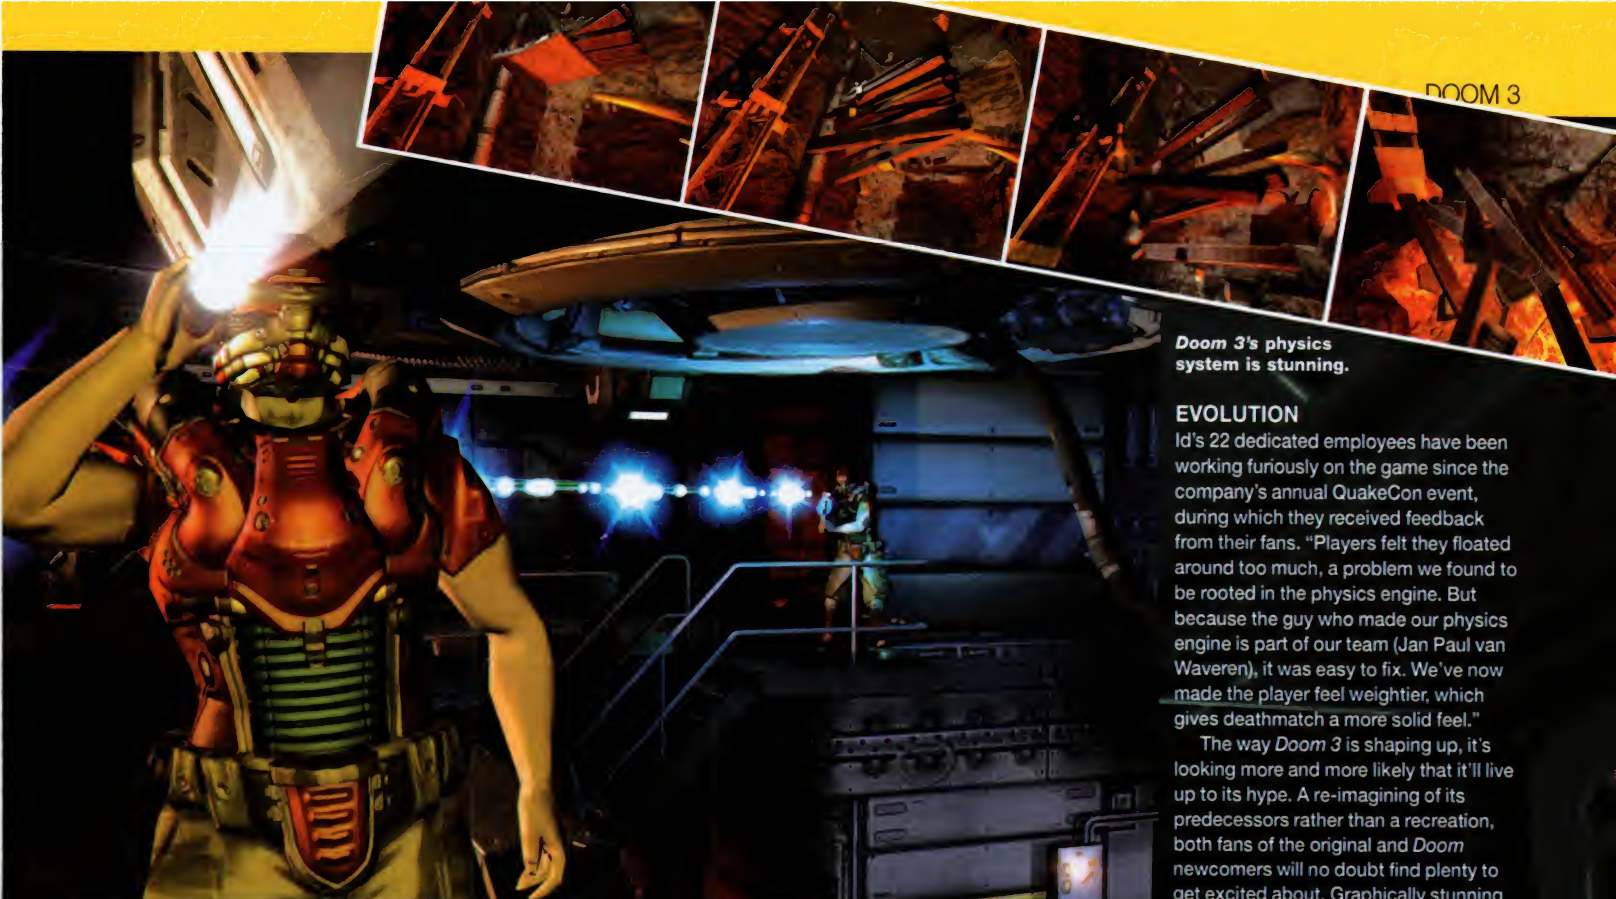 DOOM 3
Doom 3's physics
system is stunning.
EVOLUTION
Id's 22 dedicated employees have been
working furiously on the game since the
company's annual QuakeCon event,
during which they received feedback
from their fans. “Players felt they floated
around too much, a problem we found to
be rooted in the physics engine. But
because the guy who made our physics
engine is part of our team (Jan Paul van
Waveren), it was easy to fix. We've now
made the player feel weightier, which
gives deathmatch a more solid feel.”
The way Doom 3 is shaping up, it's
looking more and more likely that it'll live
up to its hype. A re-imagining of its
predecessors rather than a recreation,
both fans of the original and Doom
newcomers will no doubt find plenty to
get excited about. Graphically stunning